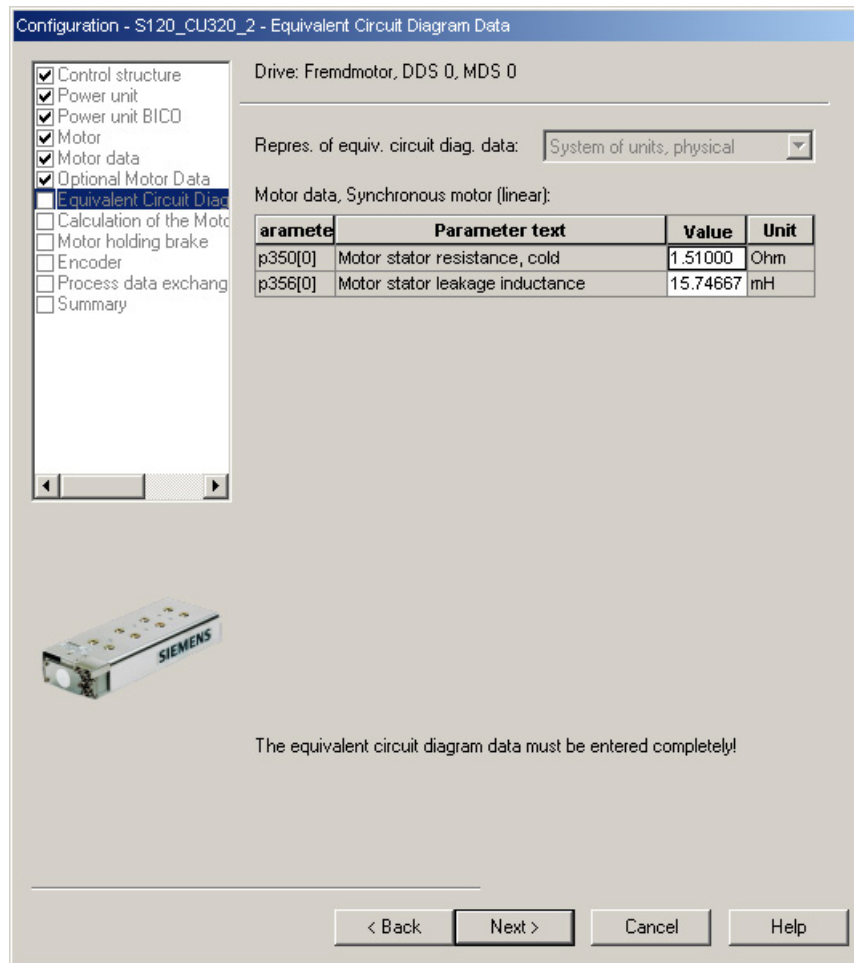 Configuration - S120_CU320_2 - Equivalent Circuit Diagram Data
Control structure
Power unit
Power unit BICO
Motor
Motor data
Optional Motor Data
Equivalent Circuit Diag
Calculation of the Moto
Motor holding brake
Encoder
Process data exchang
Summary
Drive: Fremdmotor, DDS 0, MDS 0
Repres. of equiv. circuit diag. data: System of units, physical
Motor data, Synchronous motor (linear):
aramete Parameter text Value Unit
p350[0] Motor stator resistance, cold 1.51000 Ohm
p356[0] Motor stator leakage inductance 15.74667 mH
SIEMENS
The equivalent circuit diagram data must be entered completely!
< Back Next > Cancel Help